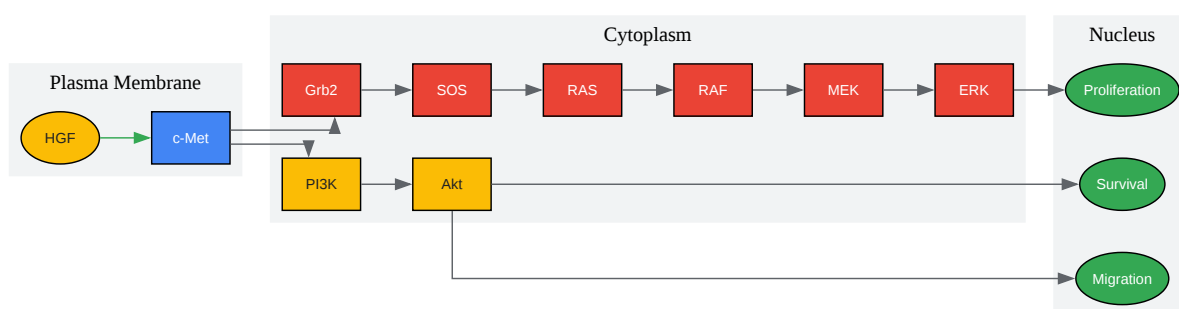 Cytoplasm
Nucleus
Plasma Membrane
Grb2
SOS
RAS
RAF
MEK
ERK
Proliferation
HGF
c-Met
PI3K
Akt
Survival
Migration